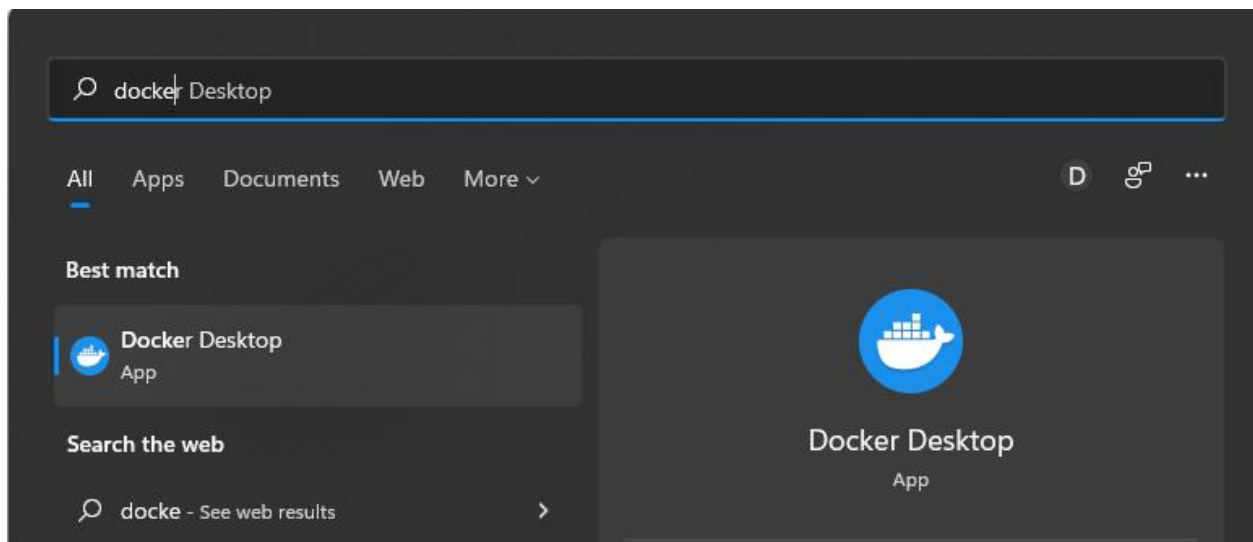 docker Desktop
All Apps Documents Web More
D
Best match
Docker Desktop
App
Search the web
docke - See web results
Docker Desktop
App